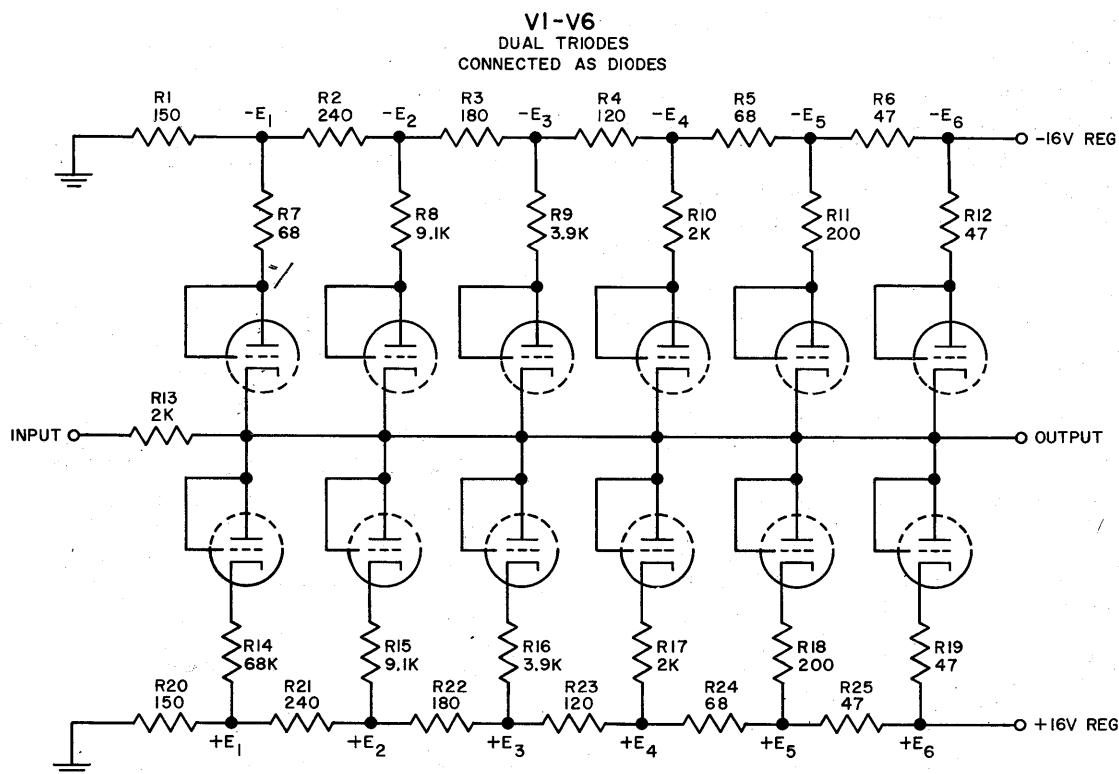 V1-V6
DUAL TRIODES
CONNECTED AS DIODES
R1 150
-E1
R2 240
-E2
R3 180
-E3
R4 120
-E4
R5 68
-E5
R6 47
-E6
-16V REG
R7 68
R8 9.1K
R9 3.9K
R10 2K
R11 200
R12 47
R13 2K
INPUT
OUTPUT
R14 68K
R15 9.1K
R16 3.9K
R17 2K
R18 200
R19 47
R20 150
R21 240
R22 180
R23 120
R24 68
R25 47
+16V REG
+E1
+E2
+E3
+E4
+E5
+E6